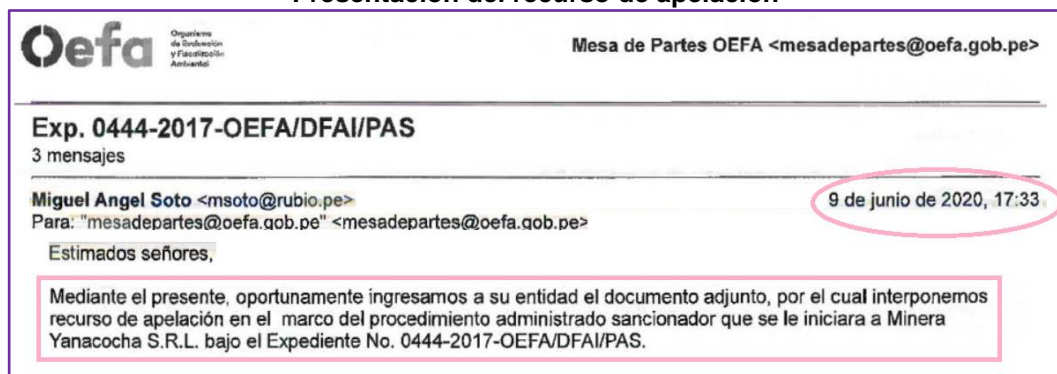 Presentación del recurso de apelación
Oefa
Organismo
de Evaluación
y Fiscalización
Ambiental
Mesa de Partes OEFA <mesadepartes@oefa.gob.pe>
Exp. 0444-2017-OEFA/DFAI/PAS
3 mensajes
Miguel Angel Soto <msoto@rubio.pe>
9 de junio de 2020, 17:33
Para: "mesadepartes@oefa.gob.pe" <mesadepartes@oefa.gob.pe>
Estimados señores,
Mediante el presente, oportunamente ingresamos a su entidad el documento adjunto, por el cual interponemos
recurso de apelación en el marco del procedimiento administrado sancionador que se le iniciara a Minera
Yanacocha S.R.L. bajo el Expediente No. 0444-2017-OEFA/DFAI/PAS.